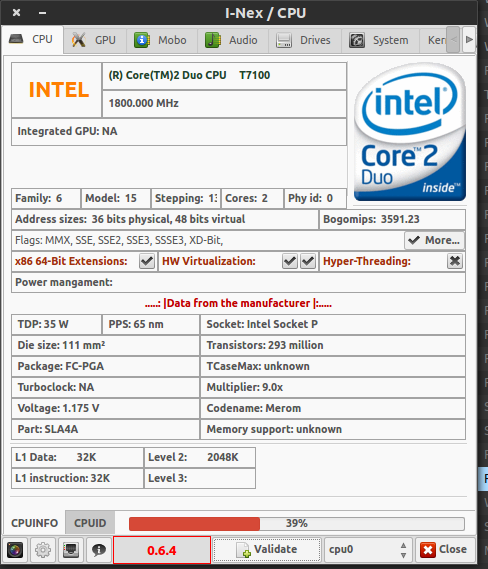 I-Nex / CPU
CPU GPU Mobo Audio Drives System
INTEL
(R) Core(TM)2 Duo CPU T7100
1800.000 MHz
Integrated GPU: NA
intel
Core™2
Duo
inside™
Family: 6 Model: 15 Stepping: Cores: 2 Phy id: 0
Address sizes: 36 bits physical, 48 bits virtual Bogomips: 3591.23
Flags: MMX, SSE, SSE2, SSE3, SSSE3, XD-Bit, More...
x86 64-Bit Extensions: HW Virtualization: Hyper-Threading:
Power mangament:
.....: |Data from the manufacturer |:.....
TDP: 35 W PPS: 65 nm Socket: Intel Socket P
Die size: 111 mm² Transistors: 293 million
Package: FC-PGA TCaseMax: unknown
Turboclock: NA Multiplier: 9.0x
Voltage: 1.175 V Codename: Merom
Part: SLA4A Memory support: unknown
L1 Data: 32K Level 2: 2048K
L1 instruction: 32K Level 3:
CPUINFO CPUID 39%
0.6.4 Validate cpu0 Close